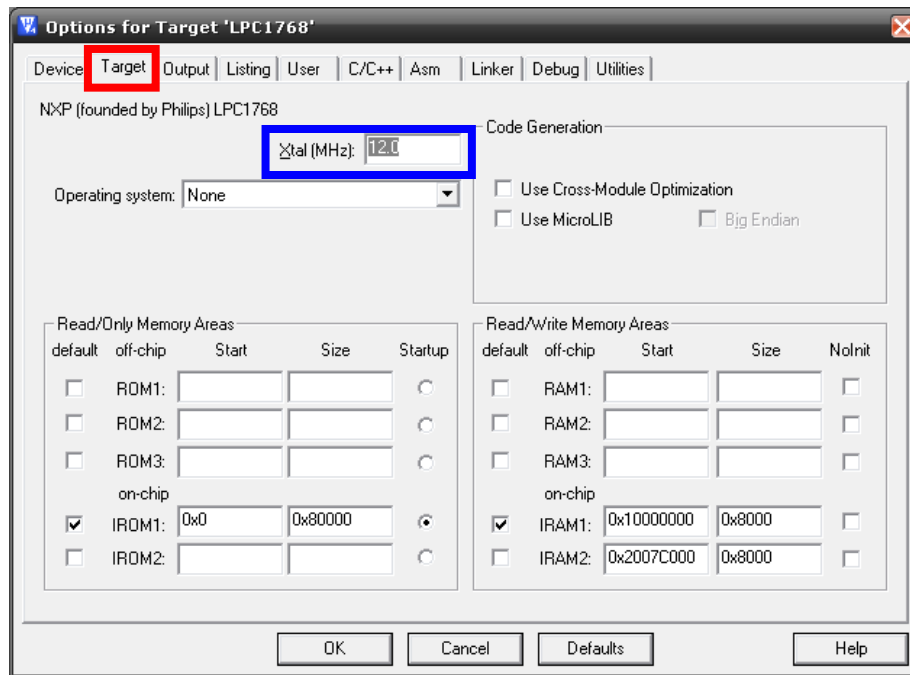 Options for Target 'LPC1768'
Device Target Output Listing User C/C++ Asm Linker Debug Utilities
NXP (founded by Philips) LPC1768
Xtal (MHz): 12.0
Operating system: None
Code Generation
Use Cross-Module Optimization
Use MicroLIB Big Endian
Read/Only Memory Areas
default off-chip Start Size Startup
ROM1:
ROM2:
ROM3:
on-chip
IROM1: 0x0 0x80000
IROM2:
Read/Write Memory Areas
default off-chip Start Size NoInit
RAM1:
RAM2:
RAM3:
on-chip
IRAM1: 0x10000000 0x8000
IRAM2: 0x2007C000 0x8000
OK Cancel Defaults Help